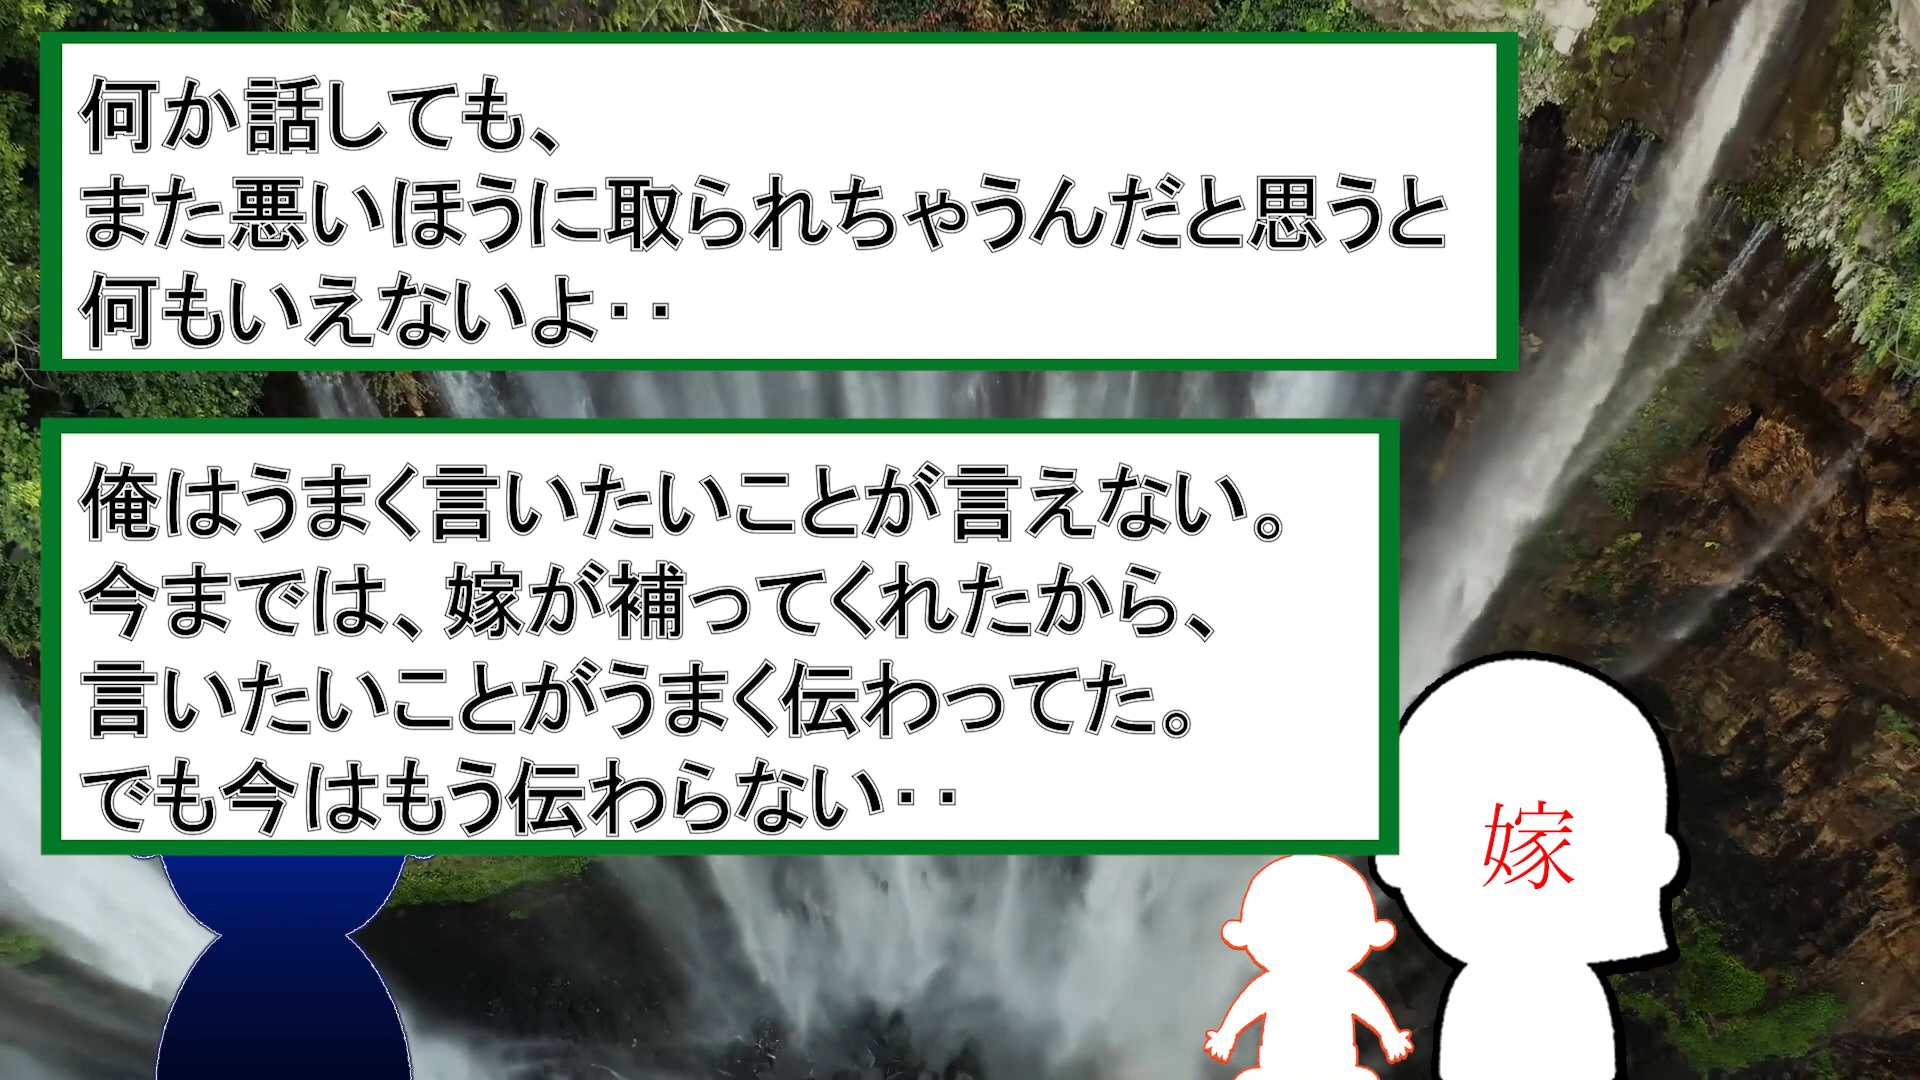 何か話しても、
また悪いほうに取られちゃうんだと思うと
何もいえないよ‥
俺はうまく言いたいことが言えない。
今までは、嫁が補ってくれたから、
言いたいことがうまく伝わってた。
でも今はもう伝わらない‥
嫁